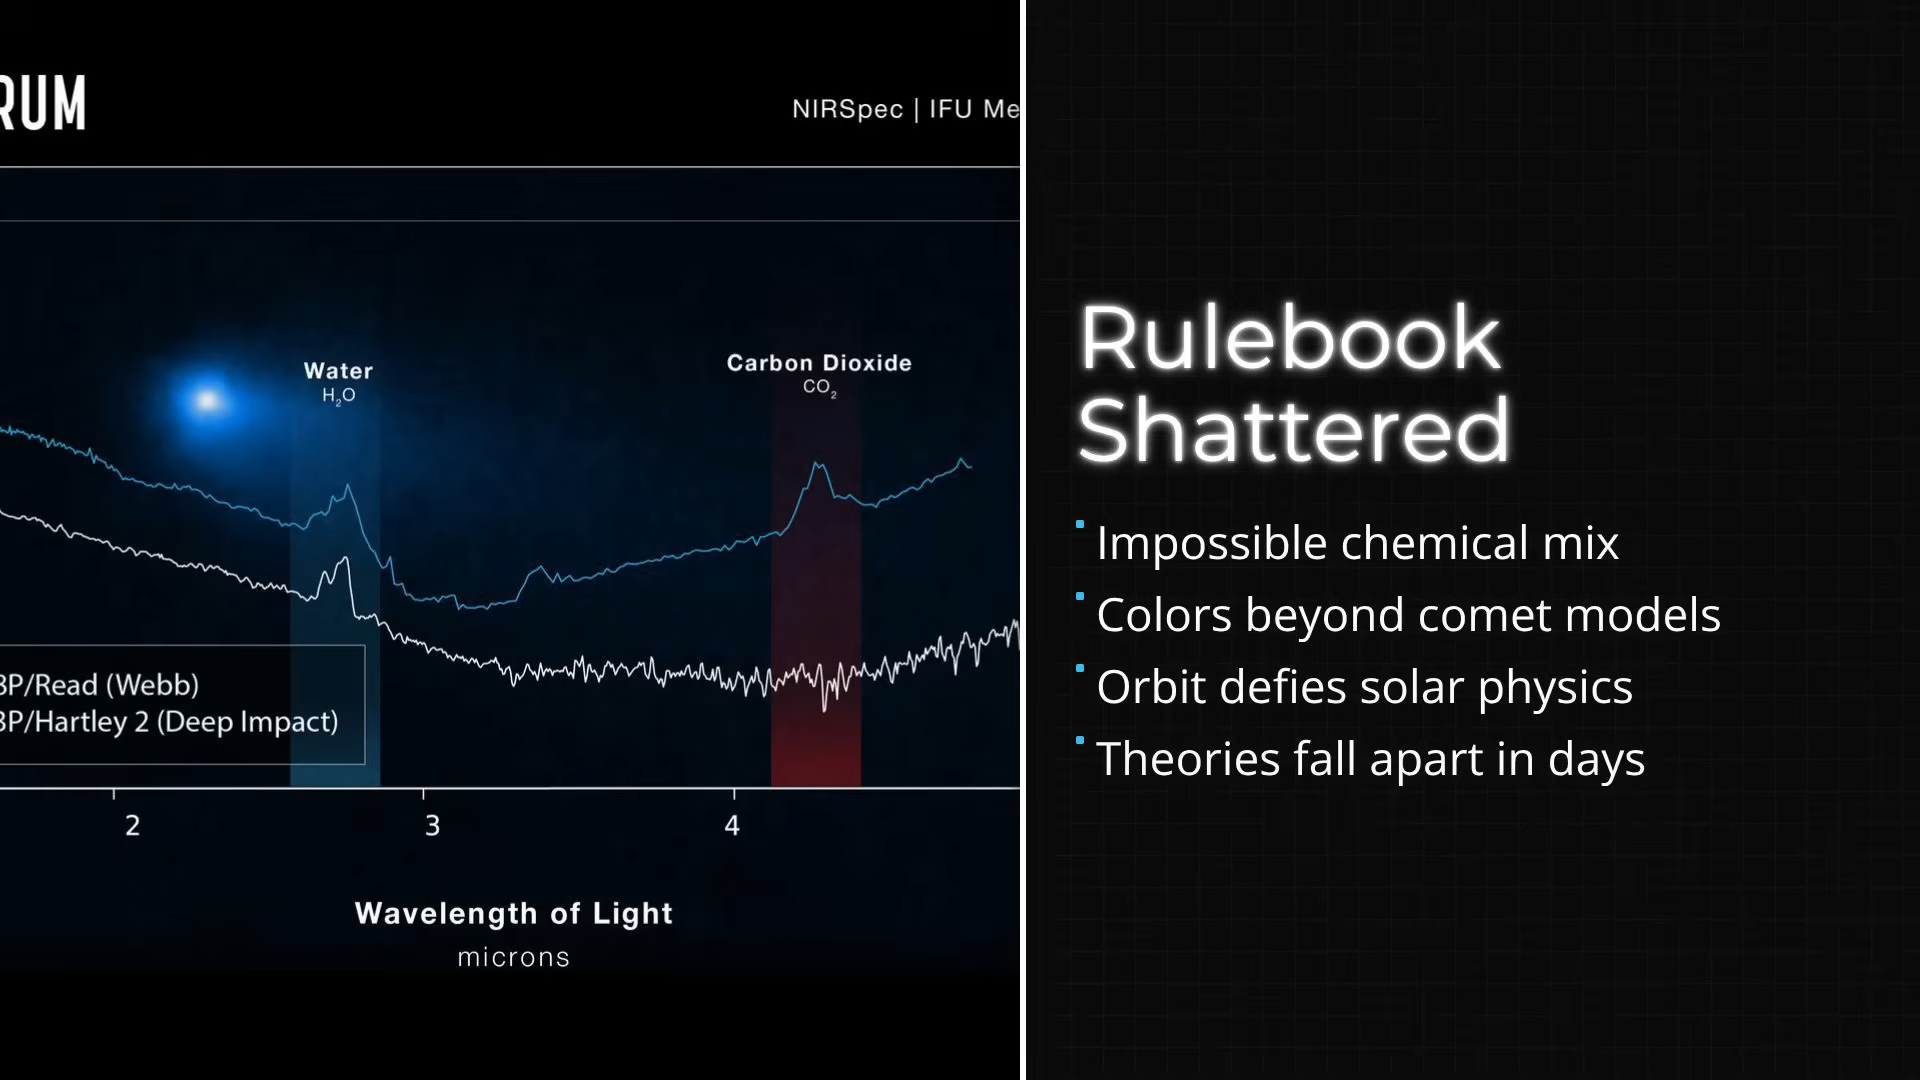 RUM
NIRSpec | IFU Me
Water
H₂O
Carbon Dioxide
CO₂
3P/Read (Webb)
3P/Hartley 2 (Deep Impact)
2 3 4
Wavelength of Light
microns
Rulebook
Shattered
Impossible chemical mix
Colors beyond comet models
Orbit defies solar physics
Theories fall apart in days